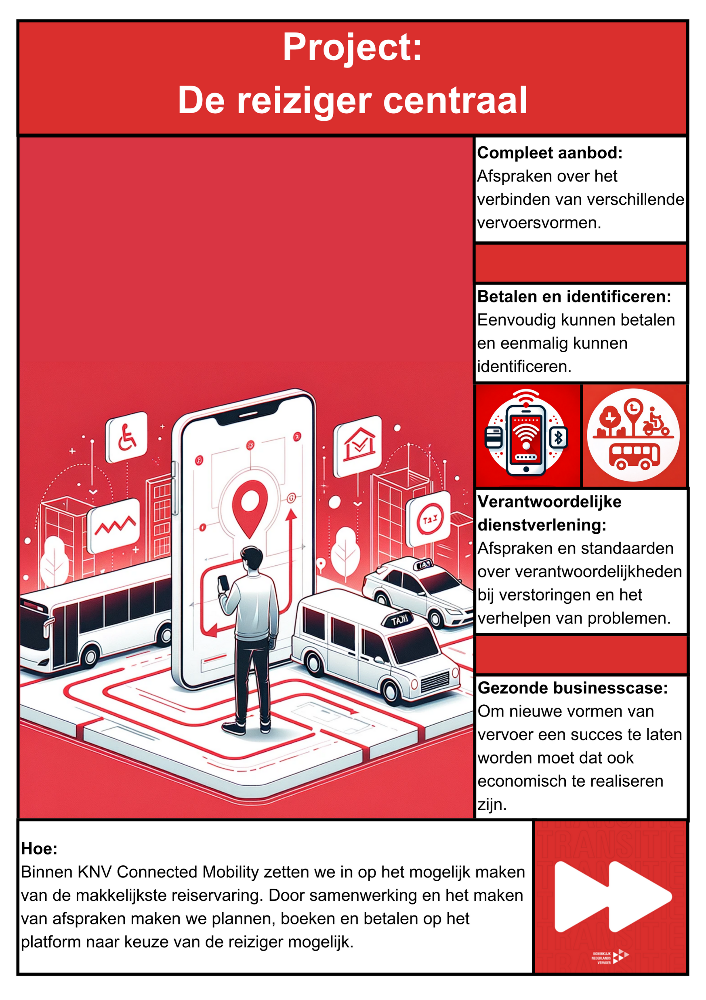 Project:
De reiziger centraal
Compleet aanbod:
Afspraken over het
verbinden van verschillende
vervoersvormen.
Betalen en identificeren:
Eenvoudig kunnen betalen
en eenmalig kunnen
identificeren.
Verantwoordelijke
dienstverlening:
Afspraken en standaarden
over verantwoordelijkheden
bij verstoringen en het
verhelpen van problemen.
Gezonde businesscase:
Om nieuwe vormen van
vervoer een succes te laten
worden moet dat ook
economisch te realiseren
zijn.
Hoe:
Binnen KNV Connected Mobility zetten we in op het mogelijk maken
van de makkelijkste reiservaring. Door samenwerking en het maken
van afspraken maken we plannen, boeken en betalen op het
platform naar keuze van de reiziger mogelijk.
TRANSITIE
KONINKLIJK
NEDERLANDS
VERVOER